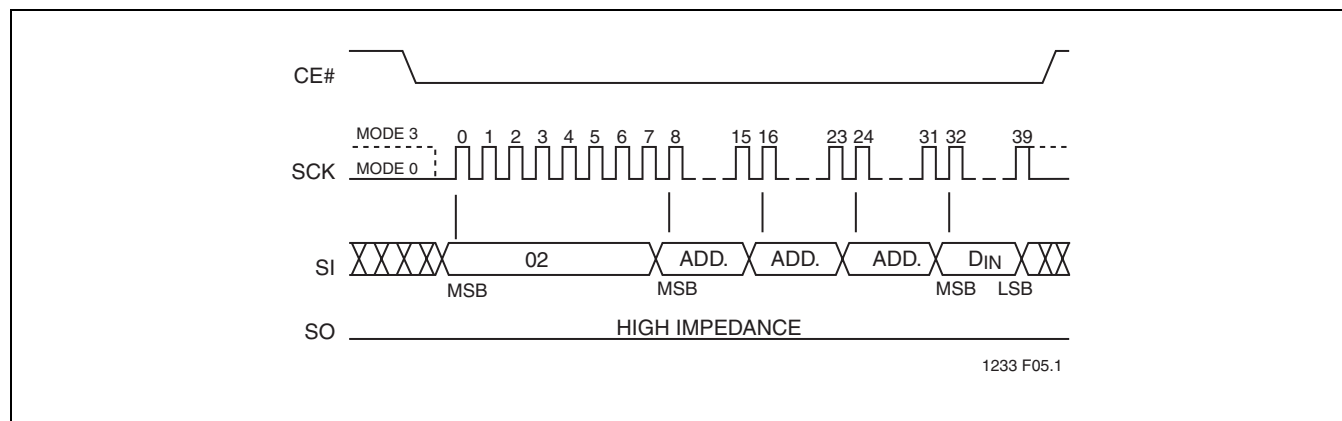 CE#
MODE 3
0 1 2 3 4 5 6 7 8 15 16 23 24 31 32 39
SCK
MODE 0
SI
02 ADD. ADD. ADD. DIN
MSB MSB MSB LSB
SO
HIGH IMPEDANCE
1233 F05.1